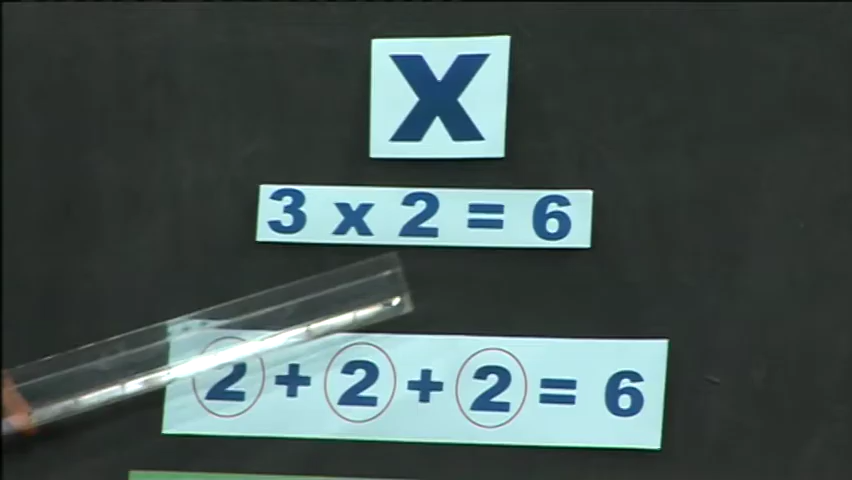 X
3 x 2 = 6
2 + 2 + 2 = 6